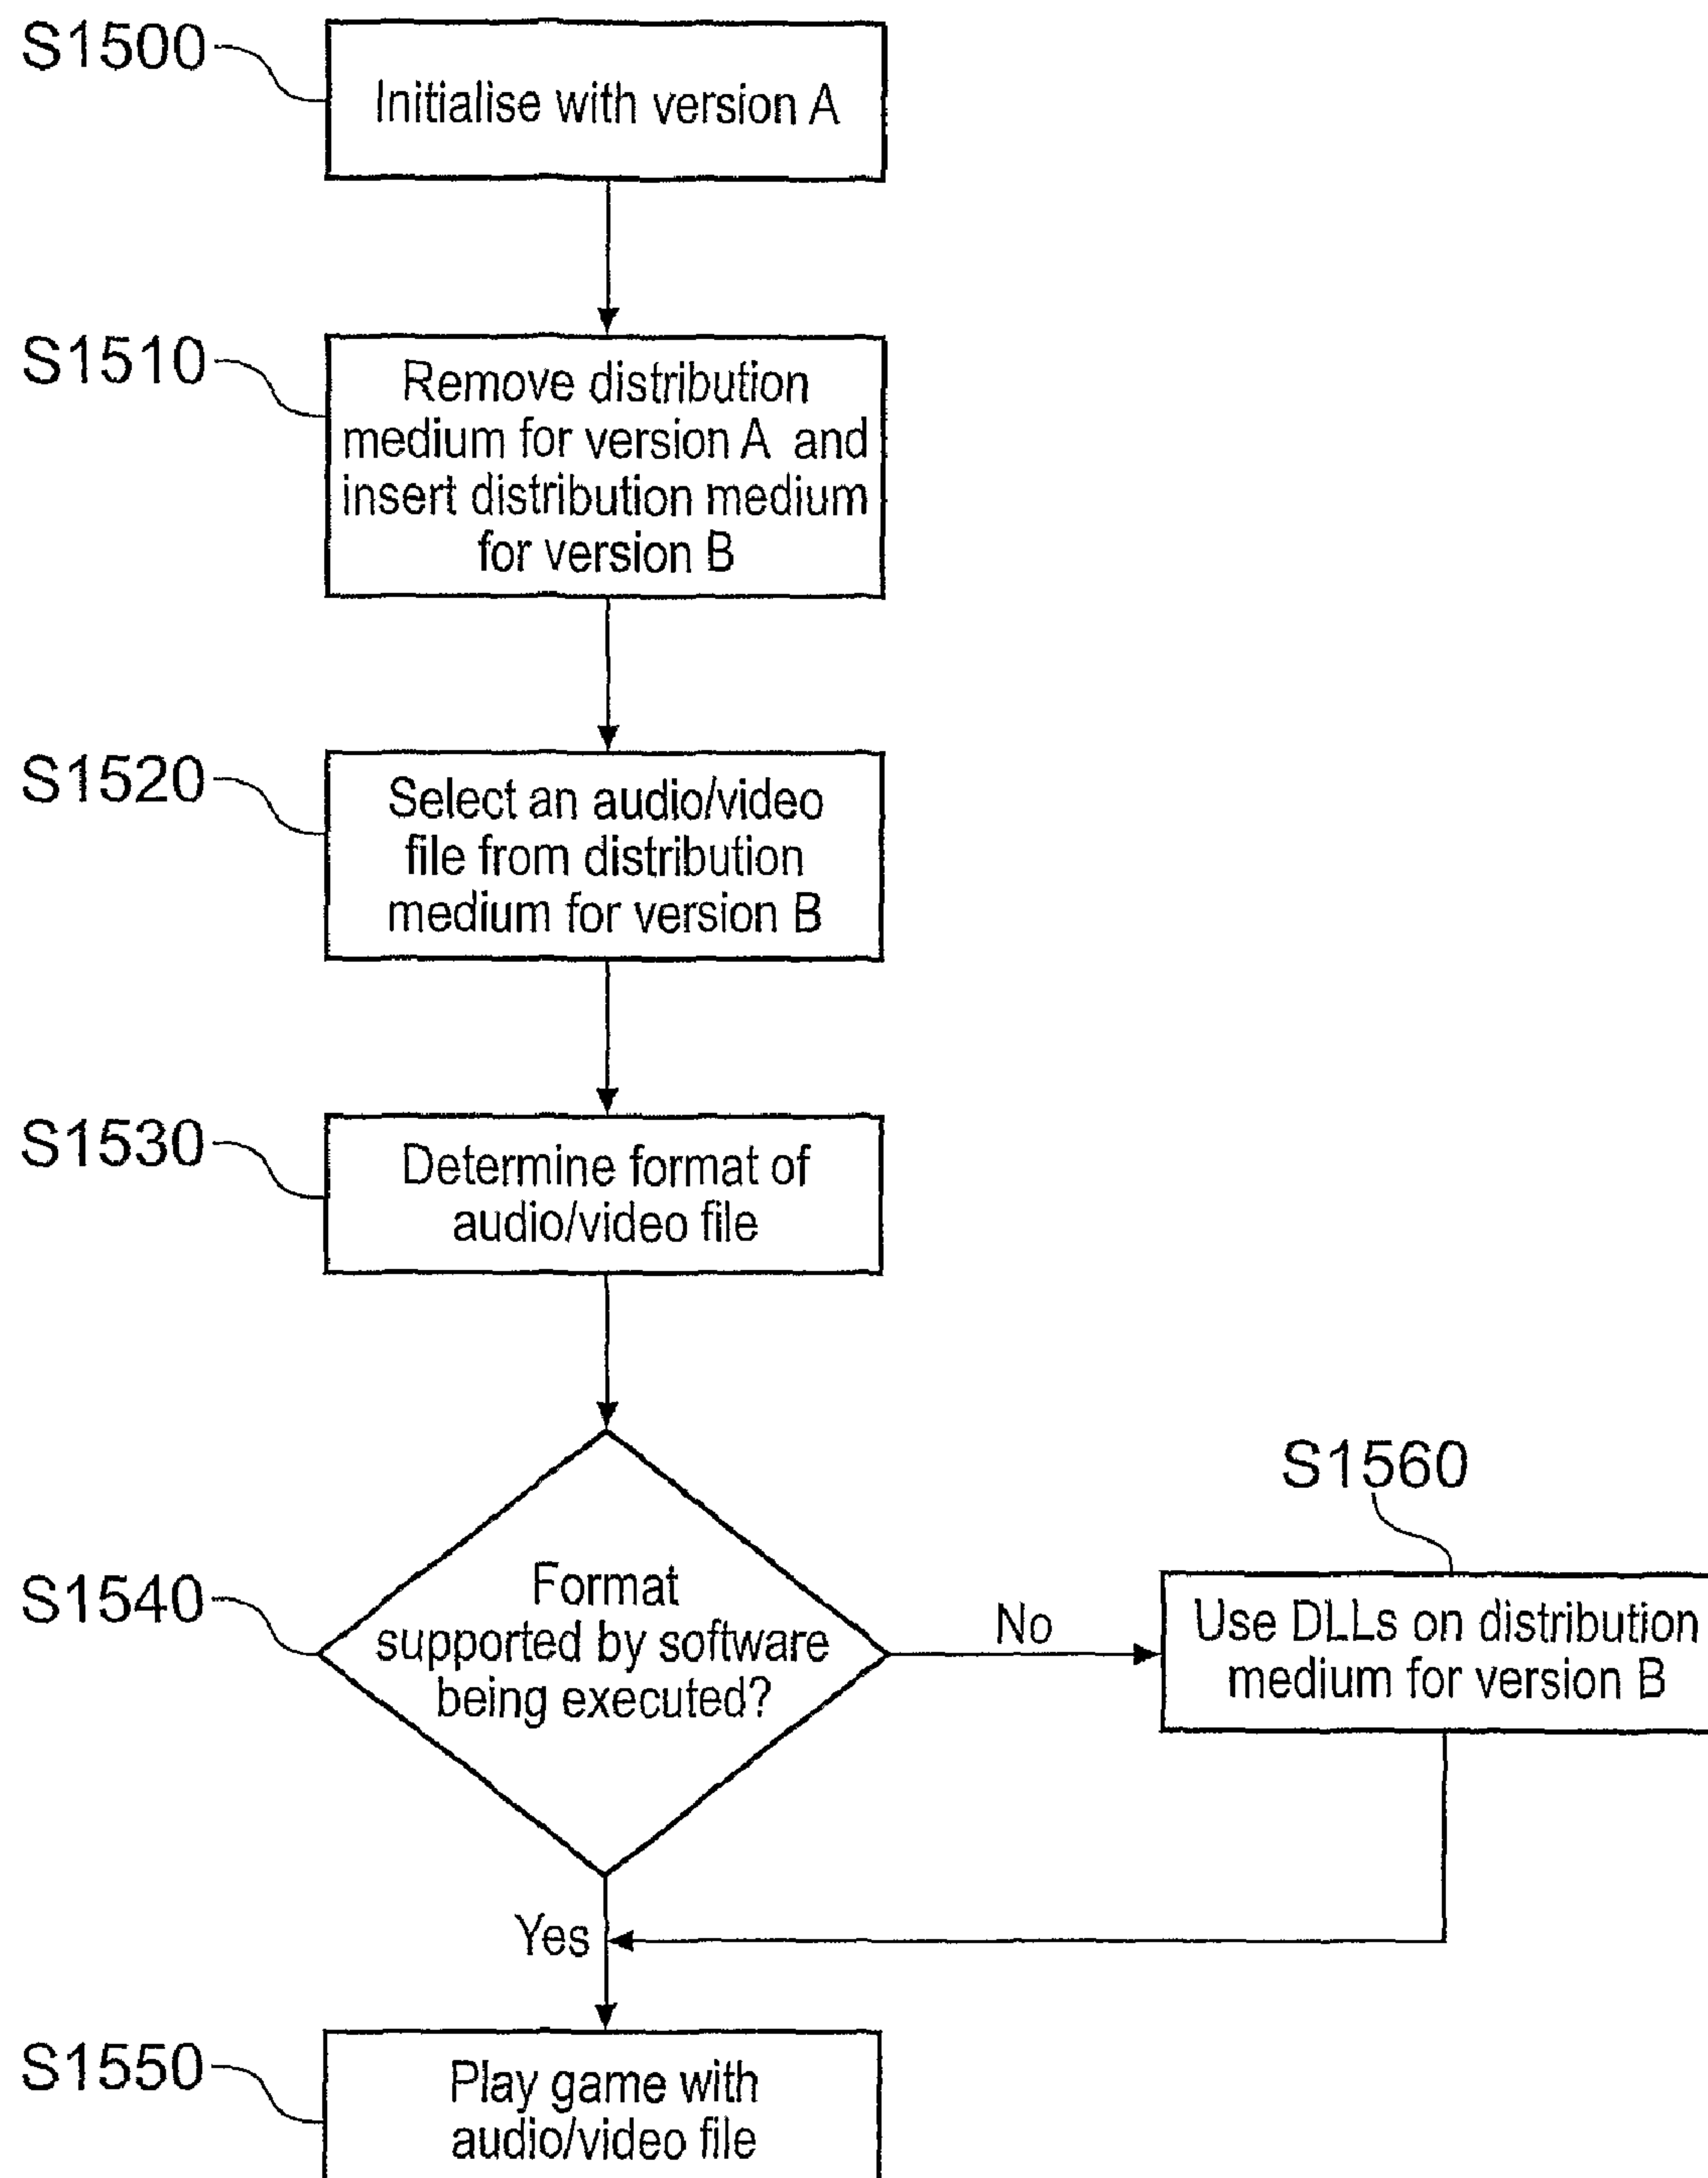 S1500
Initialise with version A
S1510
Remove distribution
medium for version A and
insert distribution medium
for version B
S1520
Select an audio/video
file from distribution
medium for version B
S1530
Determine format of
audio/video file
S1540
Format
supported by software
being executed?
No
S1560
Use DLLs on distribution
medium for version B
Yes
S1550
Play game with
audio/video file